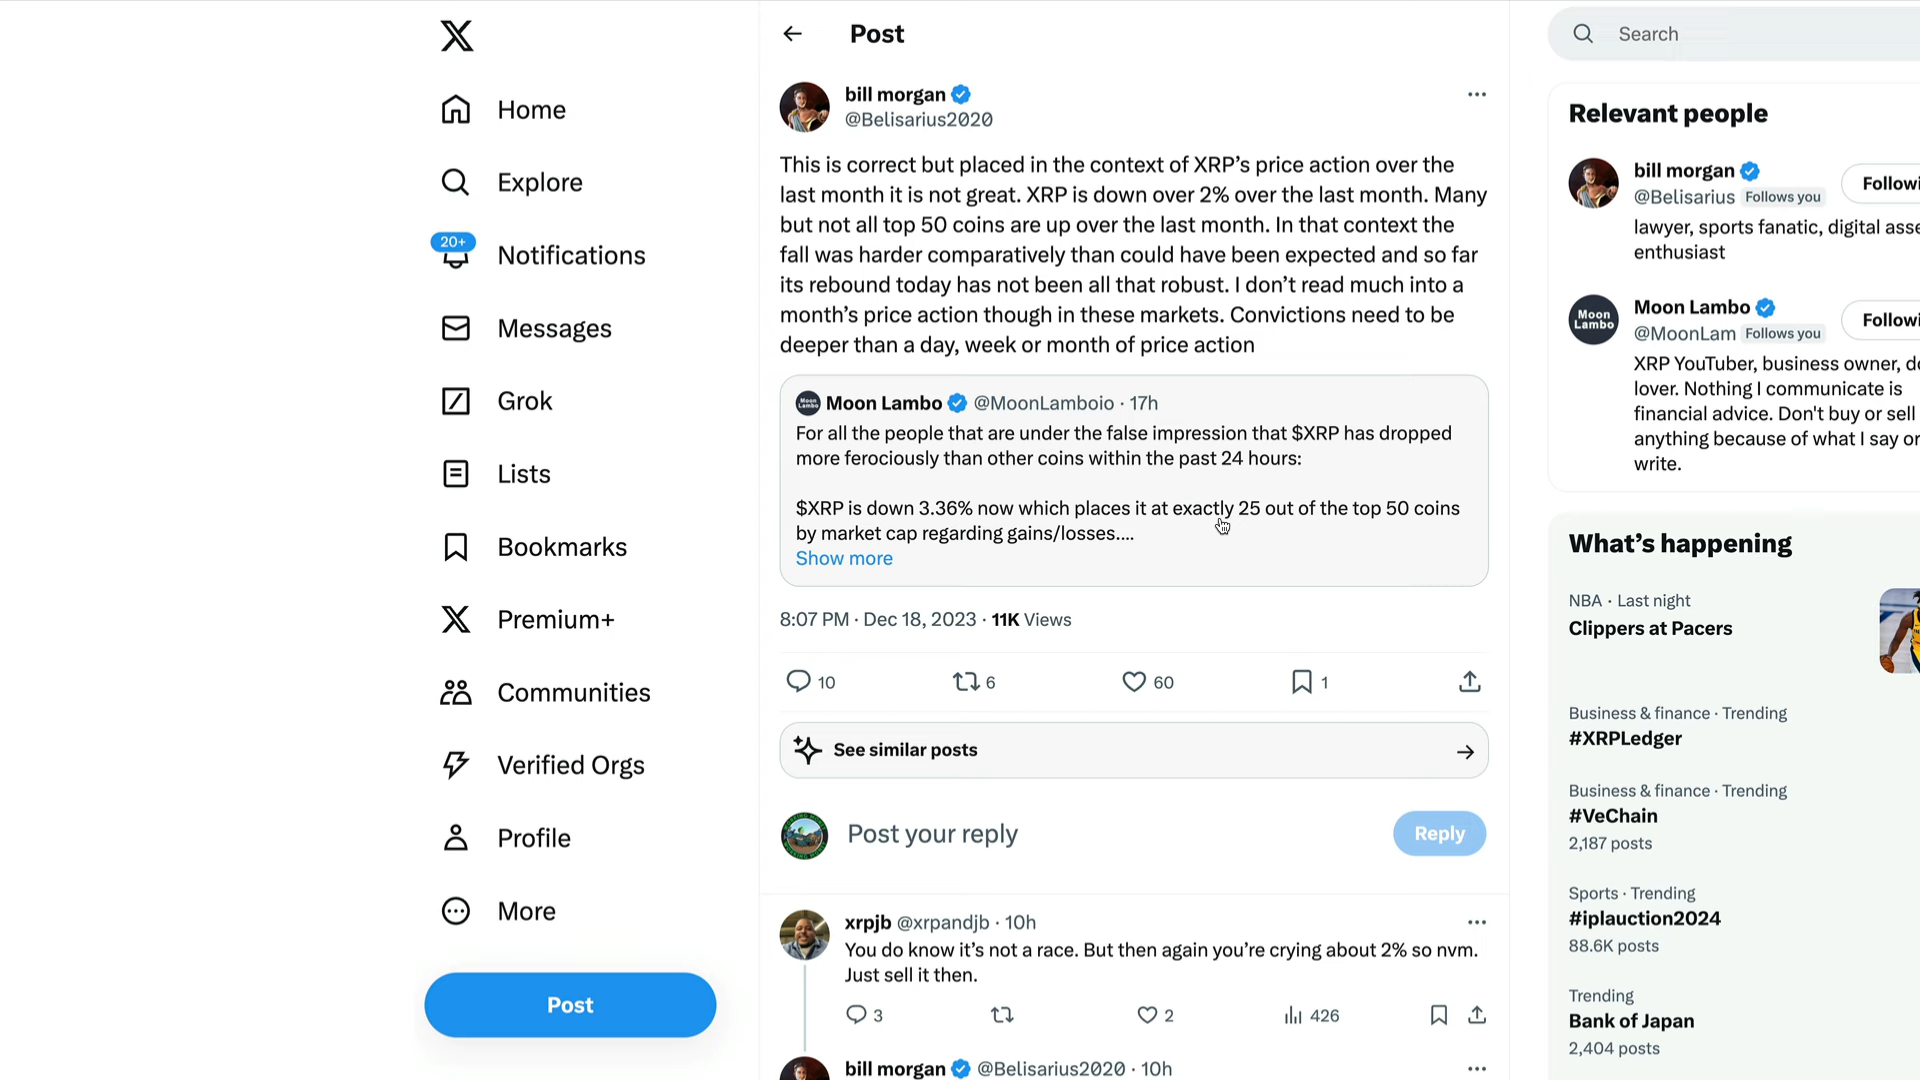 Home
Explore
20+
Notifications
Messages
Grok
Lists
Bookmarks
Premium+
Communities
Verified Orgs
Profile
More
Post
Post
bill morgan
@Belisarius2020
This is correct but placed in the context of XRP’s price action over the
last month it is not great. XRP is down over 2% over the last month. Many
but not all top 50 coins are up over the last month. In that context the
fall was harder comparatively than could have been expected and so far
its rebound today has not been all that robust. I don’t read much into a
month’s price action though in these markets. Convictions need to be
deeper than a day, week or month of price action
Moon Lambo @MoonLamboio · 17h
For all the people that are under the false impression that $XRP has dropped
more ferociously than other coins within the past 24 hours:
$XRP is down 3.36% now which places it at exactly 25 out of the top 50 coins
by market cap regarding gains/losses....
Show more
8:07 PM · Dec 18, 2023 · 11K Views
10 6 60 1
See similar posts
Post your reply
Reply
xrpjb @xrpandjb · 10h
You do know it’s not a race. But then again you’re crying about 2% so nvm.
Just sell it then.
3 2 426
bill morgan @Belisarius2020 · 10h
Search
Relevant people
bill morgan
@Belisarius Follows you
Followi
lawyer, sports fanatic, digital asse
enthusiast
Moon Lambo
Moon Lambo
@MoonLam Follows you
Followi
XRP YouTuber, business owner, do
lover. Nothing I communicate is
financial advice. Don't buy or sell
anything because of what I say or
write.
What’s happening
NBA · Last night
Clippers at Pacers
Business & finance · Trending
#XRPLedger
Business & finance · Trending
#VeChain
2,187 posts
Sports · Trending
#iplauction2024
88.6K posts
Trending
Bank of Japan
2,404 posts